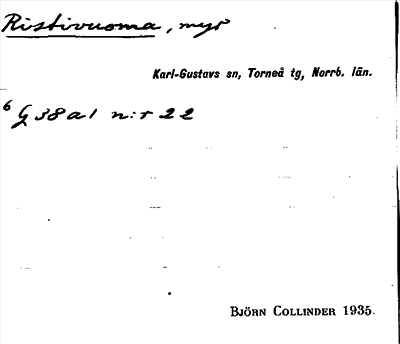 Ristivuoma, myr
Karl-Gustavs sn, Torneå tg, Norrb. län.
6 G 38 a 1 n:r 22
BJÖRN COLLINDER 1935.